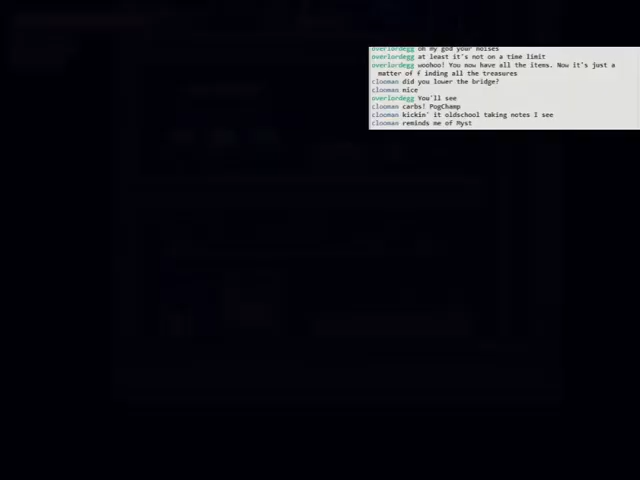 overlordegg oh my god your noises
overlordegg at least it's not on a time limit
overlordegg woohoo! You now have all the items. Now it's just a
matter of f inding all the treasures
clooman did you lower the bridge?
clooman nice
overlordegg You'll see
clooman carbs! PogChamp
clooman kickin' it oldschool taking notes I see
clooman reminds me of Myst